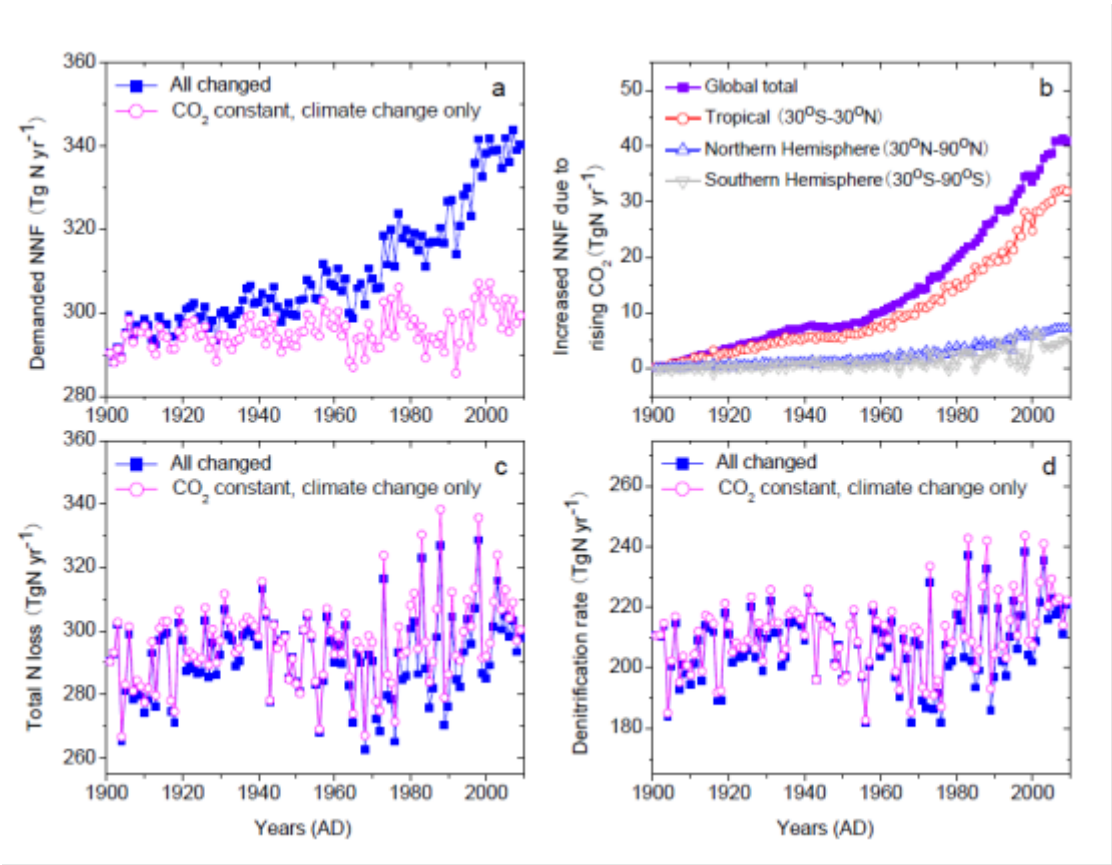 a
All changed
CO2 constant, climate change only
Demanded NNF (Tg N yr-1)
360
340
320
300
280
1900
1920
1940
1960
1980
2000
b
Global total
Tropical (30OS-30ON)
Northern Hemisphere (30ON-90ON)
Southern Hemisphere (30OS-90OS)
Increased NNF due to
rising CO2 (TgN yr-1)
50
40
30
20
10
0
1900
1920
1940
1960
1980
2000
c
All changed
CO2 constant, climate change only
Total N loss (TgN yr-1)
360
340
320
300
280
260
1900
1920
1940
1960
1980
2000
Years (AD)
d
All changed
CO2 constant, climate change only
Denitrification rate (TgN yr-1)
260
240
220
200
180
1900
1920
1940
1960
1980
2000
Years (AD)